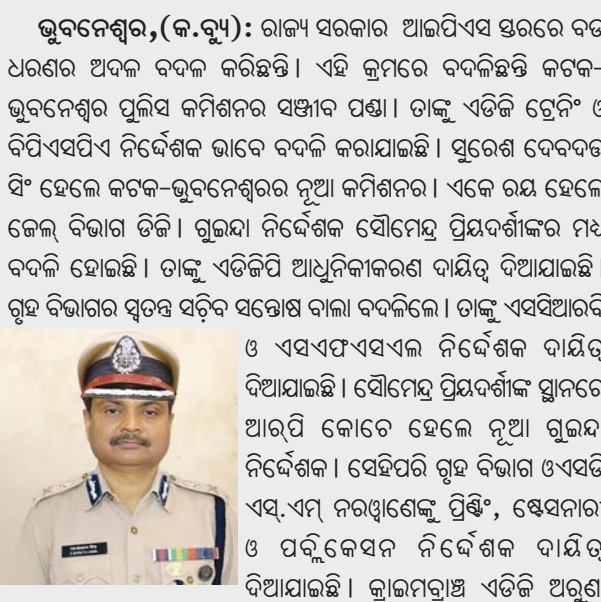 ଭୁବନେଶ୍ୱର,(କ.ବ୍ୟୁ): ରାଜ୍ୟ ସରକାର ଆଇପିଏସ ସ୍ତରରେ ବଡ
ଧରଣର ଅଦଳ ବଦଳ କରିଛନ୍ତି । ଏହି କ୍ରମରେ ବଦଳିଛନ୍ତି କଟକ-
ଭୁବନେଶ୍ୱର ପୁଲିସ କମିଶନର ସଞ୍ଜୀବ ପଣ୍ଡା । ତାଙ୍କୁ ଏଡିଜି ଟ୍ରେନିଂ ଓ
ବିପିଏସପିଏ ନିର୍ଦ୍ଦେଶକ ଭାବେ ବଦଳି କରାଯାଇଛି । ସୁରେଶ ଦେବଦତ୍ତ
ସିଂ ହେଲେ କଟକ-ଭୁବନେଶ୍ୱରର ନୂଆ କମିଶନର । ଏକେ ରୟ ହେଲେ
ଜେଲ୍ ବିଭାଗ ଡିଜି । ଗୁଇନ୍ଦା ନିର୍ଦ୍ଦେଶକ ସୌମେନ୍ଦ୍ର ପ୍ରିୟଦର୍ଶୀଙ୍କର ମଧ୍ୟ
ବଦଳି ହୋଇଛି । ତାଙ୍କୁ ଏଡିଜିପି ଆଧୁନିକୀକରଣ ଦାୟିତ୍ୱ ଦିଆଯାଇଛି ।
ଗୃହ ବିଭାଗର ସ୍ୱତନ୍ତ୍ର ସଚ଼ିବ ସନ୍ତୋଷ ବାଲା ବଦଳିଲେ । ତାଙ୍କୁ ଏସସିଆରବି
ଓ ଏସଏଫଏସଏଲ ନିର୍ଦ୍ଦେଶକ ଦାୟିତ୍ୱ
ଦିଆଯାଇଛି । ସୌମେନ୍ଦ୍ର ପ୍ରିୟଦର୍ଶୀଙ୍କ ସ୍ଥାନରେ
ଆର୍‌ପି କୋଚେ ହେଲେ ନୂଆ ଗୁଇନ୍ଦା
ନିର୍ଦ୍ଦେଶକ । ସେହିପରି ଗୃହ ବିଭାଗ ଓଏସଡି
ଏସ୍‌.ଏମ୍ ନରଓ୍ୱାଣେଙ୍କୁ ପ୍ରିଣ୍ଟିଂ, ଷ୍ଟେସନାରୀ
ଓ ପବ୍ଲିକେସନ ନିର୍ଦ୍ଦେଶକ ଦାୟିତ୍ୱ
ଦିଆଯାଇଛି । କ୍ରାଇମବ୍ରାଞ୍ଚ ଏଡିଜି ଅରୁଣ